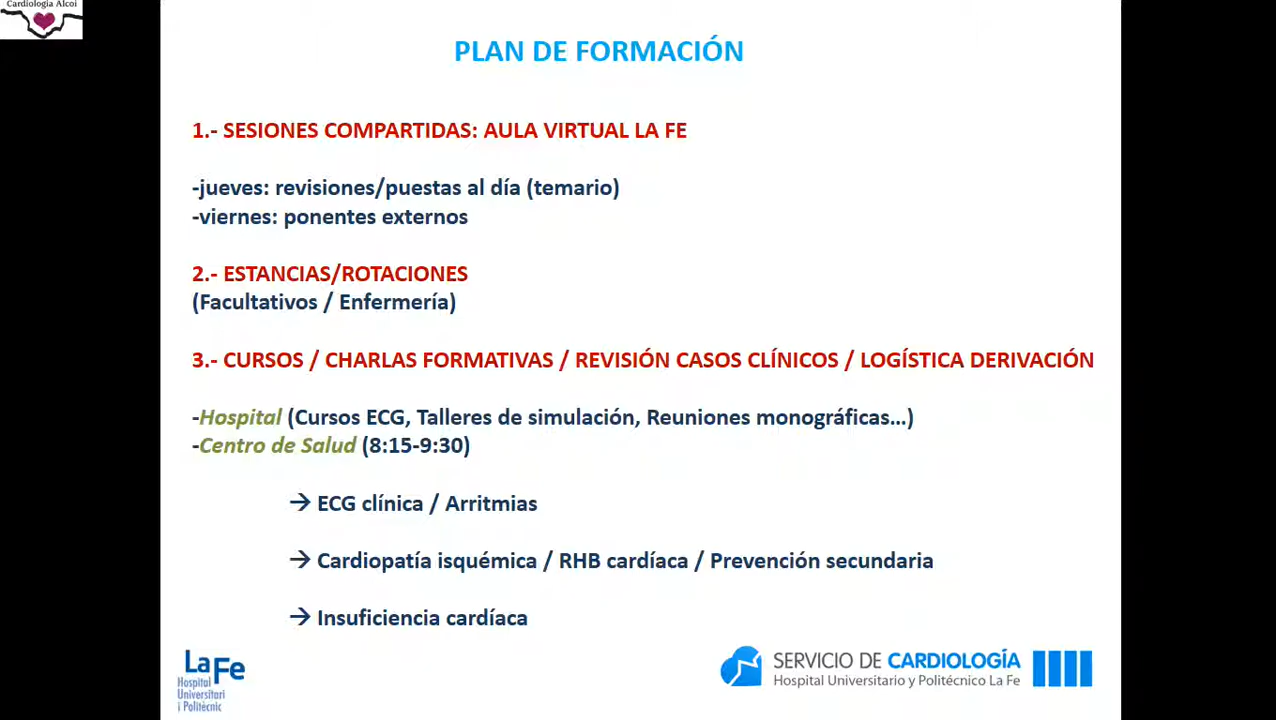 Cardiología Alcoi
PLAN DE FORMACIÓN
1.- SESIONES COMPARTIDAS: AULA VIRTUAL LA FE
-jueves: revisiones/puestas al día (temario)
-viernes: ponentes externos
2.- ESTANCIAS/ROTACIONES
(Facultativos / Enfermería)
3.- CURSOS / CHARLAS FORMATIVAS / REVISIÓN CASOS CLÍNICOS / LOGÍSTICA DERIVACIÓN
-Hospital (Cursos ECG, Talleres de simulación, Reuniones monográficas...)
-Centro de Salud (8:15-9:30)
→ ECG clínica / Arritmias
→ Cardiopatía isquémica / RHB cardíaca / Prevención secundaria
→ Insuficiencia cardíaca
La Fe
Hospital
Universitari
i Politècnic
SERVICIO DE CARDIOLOGÍA
Hospital Universitario y Politécnico La Fe